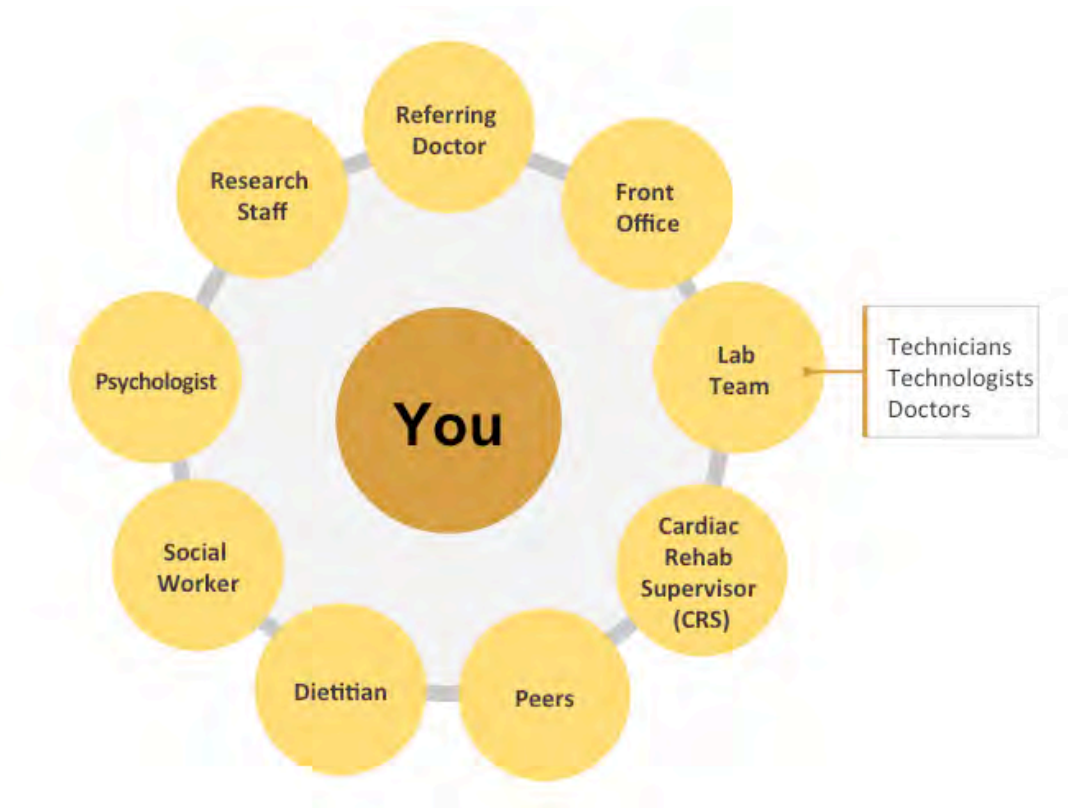 Referring
Doctor
Front
Office
Lab
Team
Technicians
Technologists
Doctors
Cardiac
Rehab
Supervisor
(CRS)
Peers
Dietitian
Social
Worker
Psychologist
Research
Staff
You